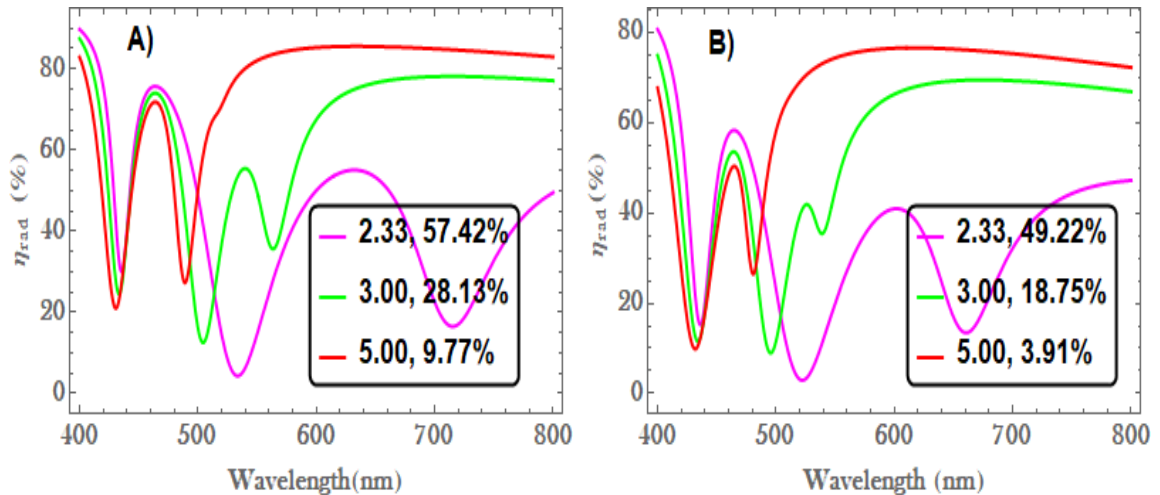 A)
80
60
40
20
0
ηrad (%)
2.33, 57.42%
3.00, 28.13%
5.00, 9.77%
400 500 600 700 800
Wavelength(nm)
B)
80
60
40
20
0
ηrad (%)
2.33, 49.22%
3.00, 18.75%
5.00, 3.91%
400 500 600 700 800
Wavelength (nm)